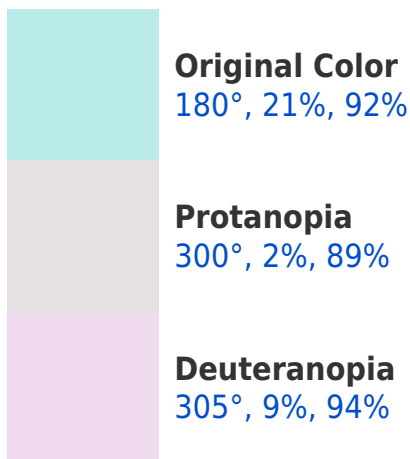 Original Color
180°, 21%, 92%
Protanopia
300°, 2%, 89%
Deuteranopia
305°, 9%, 94%